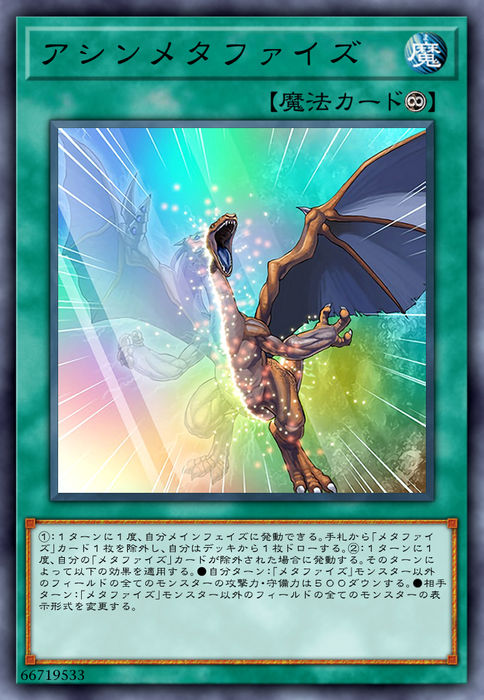 アシンメタファイズ
魔
【魔法カード】
①:1ターンに1度、自分メインフェイズに発動できる。手札から「メタファイ
ズ」カード1枚を除外し、自分はデッキから1枚ドローする。②:1ターンに1
度、自分の「メタファイズ」カードが除外された場合に発動する。そのターンに
よって以下の効果を適用する。●自分ターン:「メタファイズ」モンスター以外
のフィールドの全てのモンスターの攻撃力・守備力は500ダウンする。●相手
ターン:「メタファイズ」モンスター以外のフィールドの全てのモンスターの表
示形式を変更する。
66719533